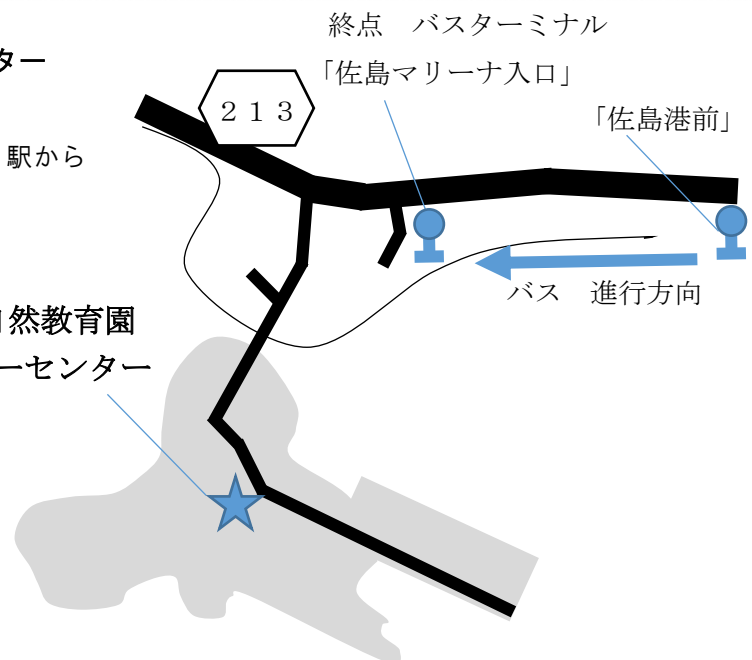 終点　バスターミナル
ター
「佐島マリーナ入口」
２１３
「佐島港前」
駅から
バス　進行方向
然教育園
ーセンター